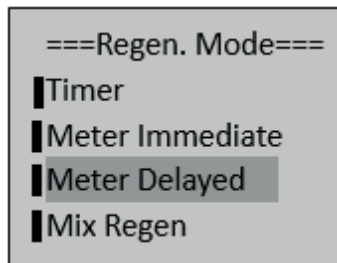 ===Regen. Mode===
Timer
Meter Immediate
Meter Delayed
Mix Regen